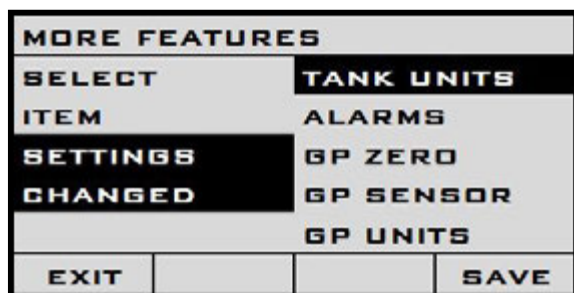 MORE FEATURES
SELECT TANK UNITS
ITEM ALARMS
SETTINGS GP ZERO
CHANGED GP SENSOR
GP UNITS
EXIT SAVE